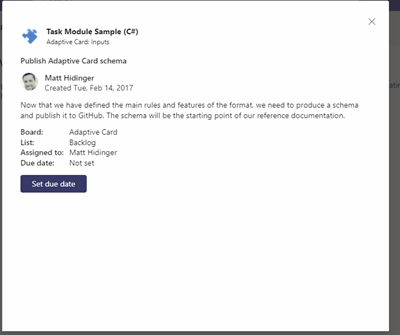 Task Module Sample (C#)
Adaptive Card: Inputs
Publish Adaptive Card schema
Matt Hidinger
Created Tue, Feb 14, 2017
Now that we have defined the main rules and features of the format, we need to produce a schema
and publish it to GitHub. The schema will be the starting point of our reference documentation.
Board: Adaptive Card
List: Backlog
Assigned to: Matt Hidinger
Due date: Not set
Set due date